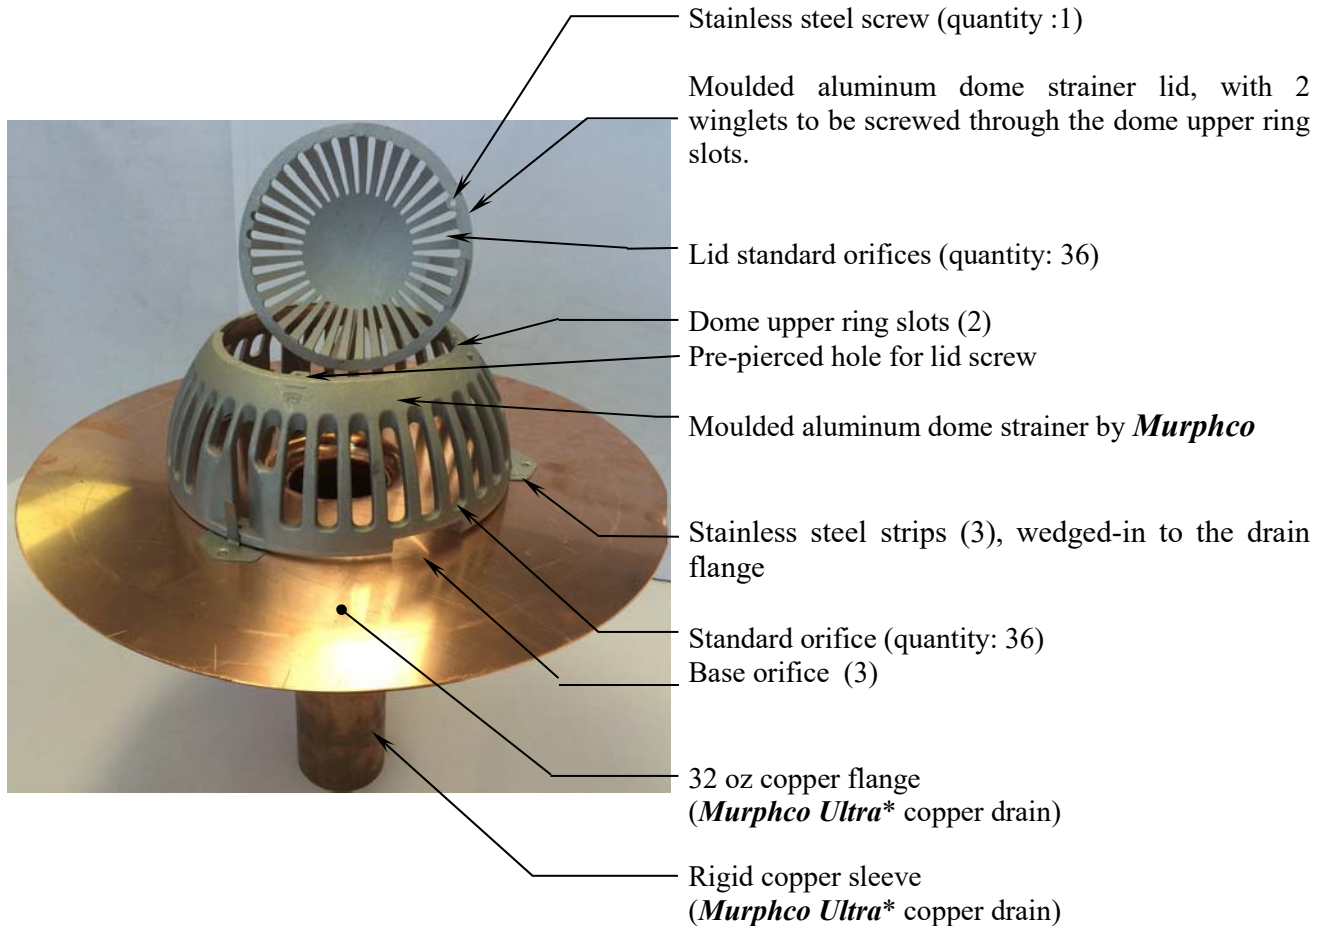 Stainless steel screw (quantity :1)
Moulded aluminum dome strainer lid, with 2
winglets to be screwed through the dome upper ring
slots.
Lid standard orifices (quantity: 36)
Dome upper ring slots (2)
Pre-pierced hole for lid screw
Moulded aluminum dome strainer by Murphco
Stainless steel strips (3), wedged-in to the drain
flange
Standard orifice (quantity: 36)
Base orifice (3)
32 oz copper flange
(Murphco Ultra* copper drain)
Rigid copper sleeve
(Murphco Ultra* copper drain)